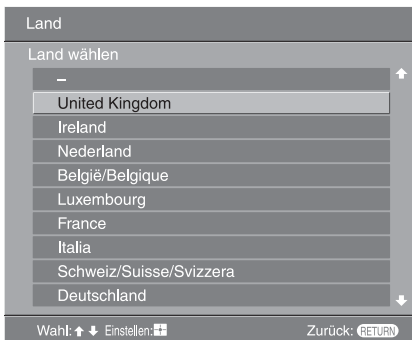 Land
Land wählen
–
United Kingdom
Ireland
Nederland
België/Belgique
Luxembourg
France
Italia
Schweiz/Suisse/Svizzera
Deutschland
Wahl: Einstellen: Zurück: RETURN